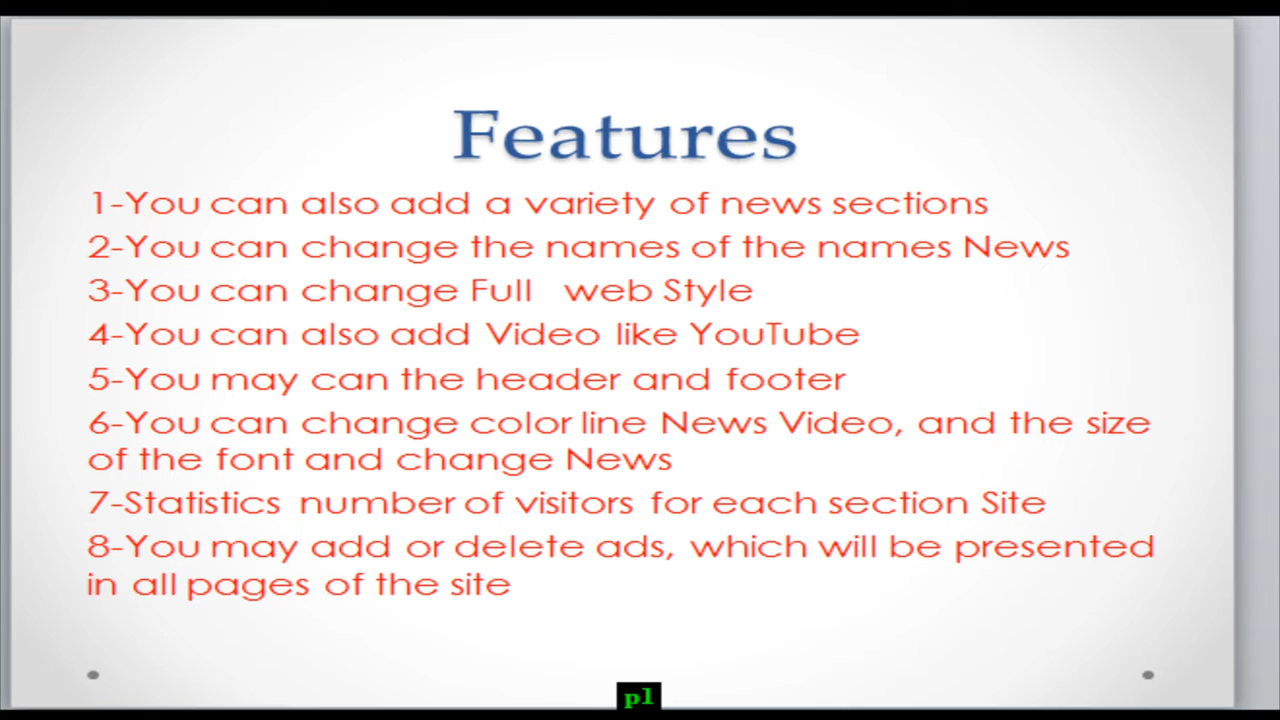 Features
1-You can also add a variety of news sections
2-You can change the names of the names News
3-You can change Full web Style
4-You can also add Video like YouTube
5-You may can the header and footer
6-You can change color line News Video, and the size
of the font and change News
7-Statistics number of visitors for each section Site
8-You may add or delete ads, which will be presented
in all pages of the site
p1